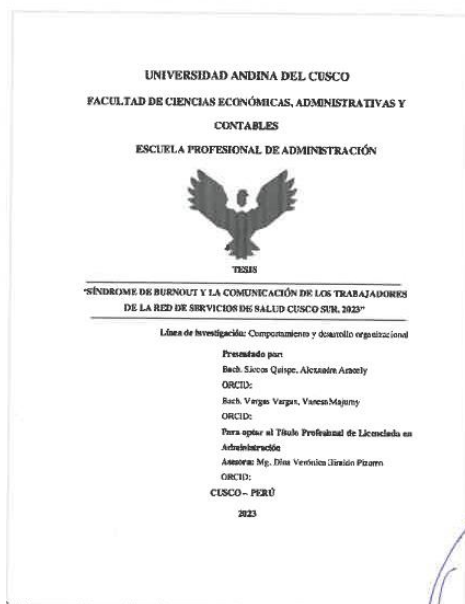 UNIVERSIDAD ANDINA DEL CUSCO
FACULTAD DE CIENCIAS ECONÓMICAS, ADMINISTRATIVAS Y
CONTABLES
ESCUELA PROFESIONAL DE ADMINISTRACIÓN
TESIS
"SÍNDROME DE BURNOUT Y LA COMUNICACIÓN DE LOS TRABAJADORES
DE LA RED DE SERVICIOS DE SALUD CUSCO SUR, 2023"
Línea de investigación: Comportamiento y desarrollo organizacional
Presentado por:
Bach. Quispe, Alexandra
ORCID:
Bach. Vargas Vargas, Vanesa
ORCID:
Para optar al Título Profesional de Licenciada en
Administración
Asesora: Mg. Dina Verónica Pizarro
ORCID:
CUSCO – PERÚ
2023